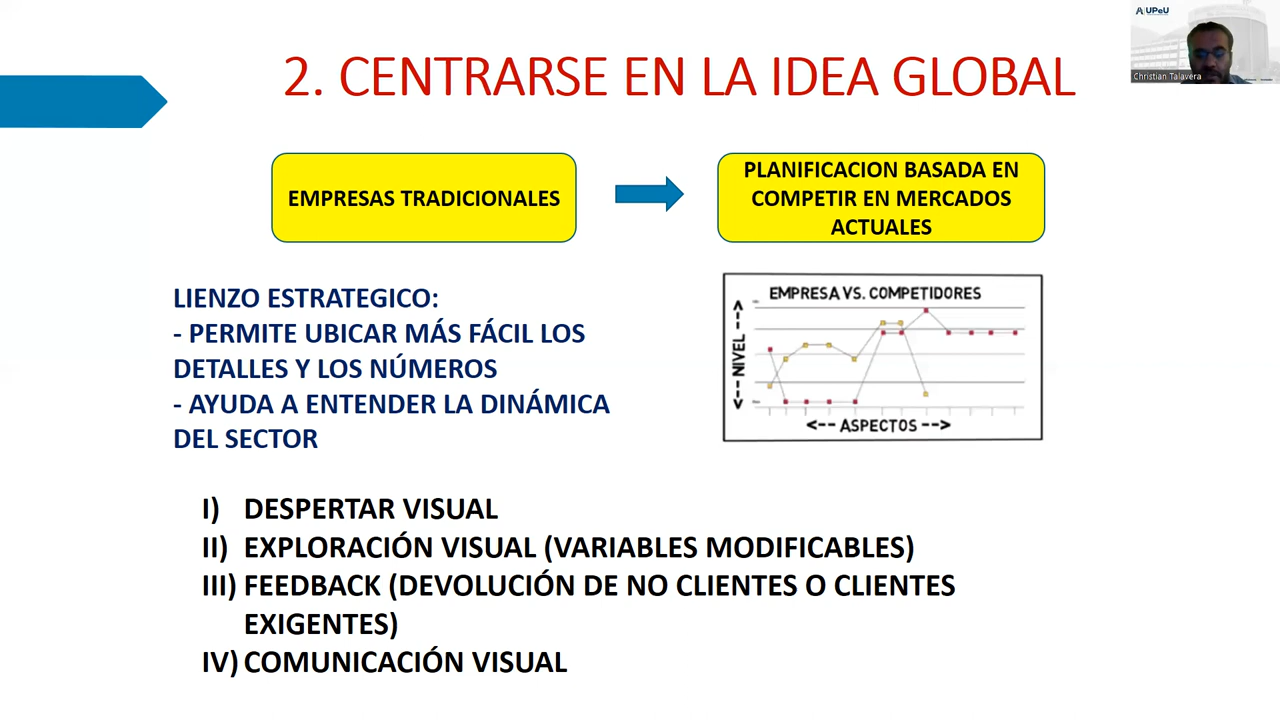 UPeU
Christian Talavera
2. CENTRARSE EN LA IDEA GLOBAL
EMPRESAS TRADICIONALES
PLANIFICACION BASADA EN
COMPETIR EN MERCADOS
ACTUALES
LIENZO ESTRATEGICO:
- PERMITE UBICAR MÁS FÁCIL LOS
DETALLES Y LOS NÚMEROS
- AYUDA A ENTENDER LA DINÁMICA
DEL SECTOR
EMPRESA VS. COMPETIDORES
<-- NIVEL -->
<-- ASPECTOS -->
I) DESPERTAR VISUAL
II) EXPLORACIÓN VISUAL (VARIABLES MODIFICABLES)
III) FEEDBACK (DEVOLUCIÓN DE NO CLIENTES O CLIENTES
EXIGENTES)
IV) COMUNICACIÓN VISUAL